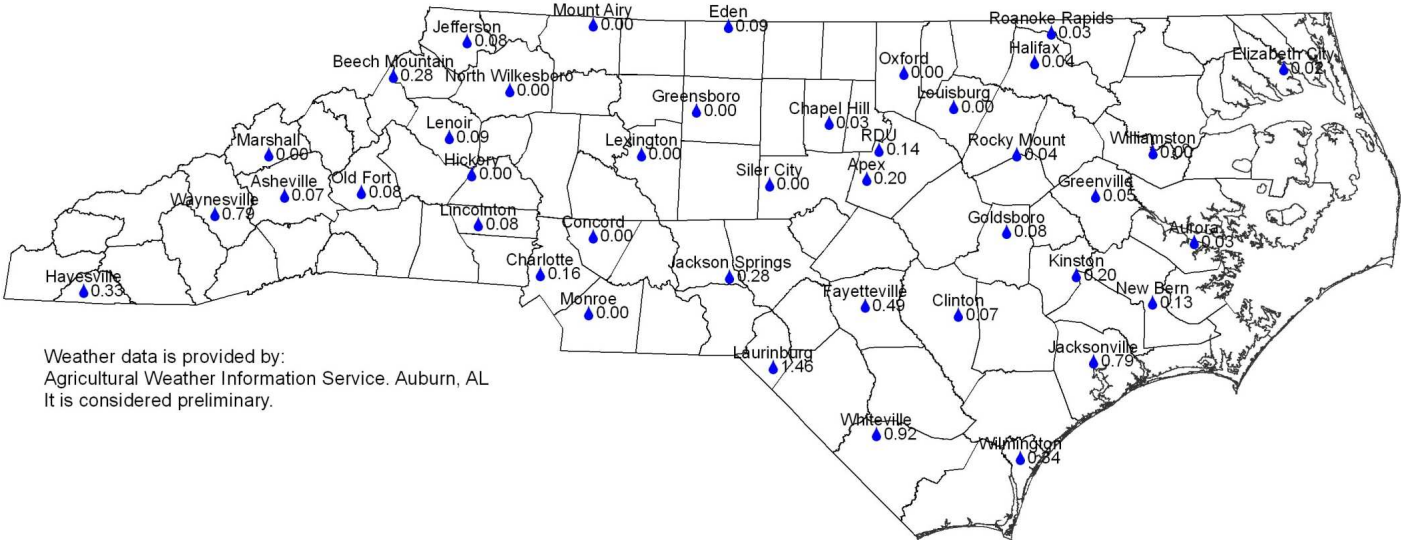 Mount Airy
0.00
Eden
0.09
Roanoke Rapids
0.03
Jefferson
0.08
Halifax
0.04
Elizabeth City
0.02
Beech Mountain
0.28
Oxford
0.00
North Wilkesboro
0.00
Greensboro
0.00
Louisburg
0.00
Chapel Hill
0.03
Lenoir
0.09
RDU
0.14
Marshall
0.00
Lexington
0.00
Rocky Mount
0.04
Williamston
0.00
Hickory
0.00
Siler City
0.00
Apex
0.20
Old Fort
0.08
Asheville
0.07
Greenville
0.05
Waynesville
0.79
Lincolnton
0.08
Concord
0.00
Goldsboro
0.08
Aurora
0.03
Charlotte
0.16
Jackson Springs
0.28
Kinston
0.20
Hayesville
0.33
New Bern
0.13
Monroe
0.00
Fayetteville
0.49
Clinton
0.07
Laurinburg
1.46
Jacksonville
0.79
Weather data is provided by:
Agricultural Weather Information Service. Auburn, AL
It is considered preliminary.
Whiteville
0.92
Wilmington